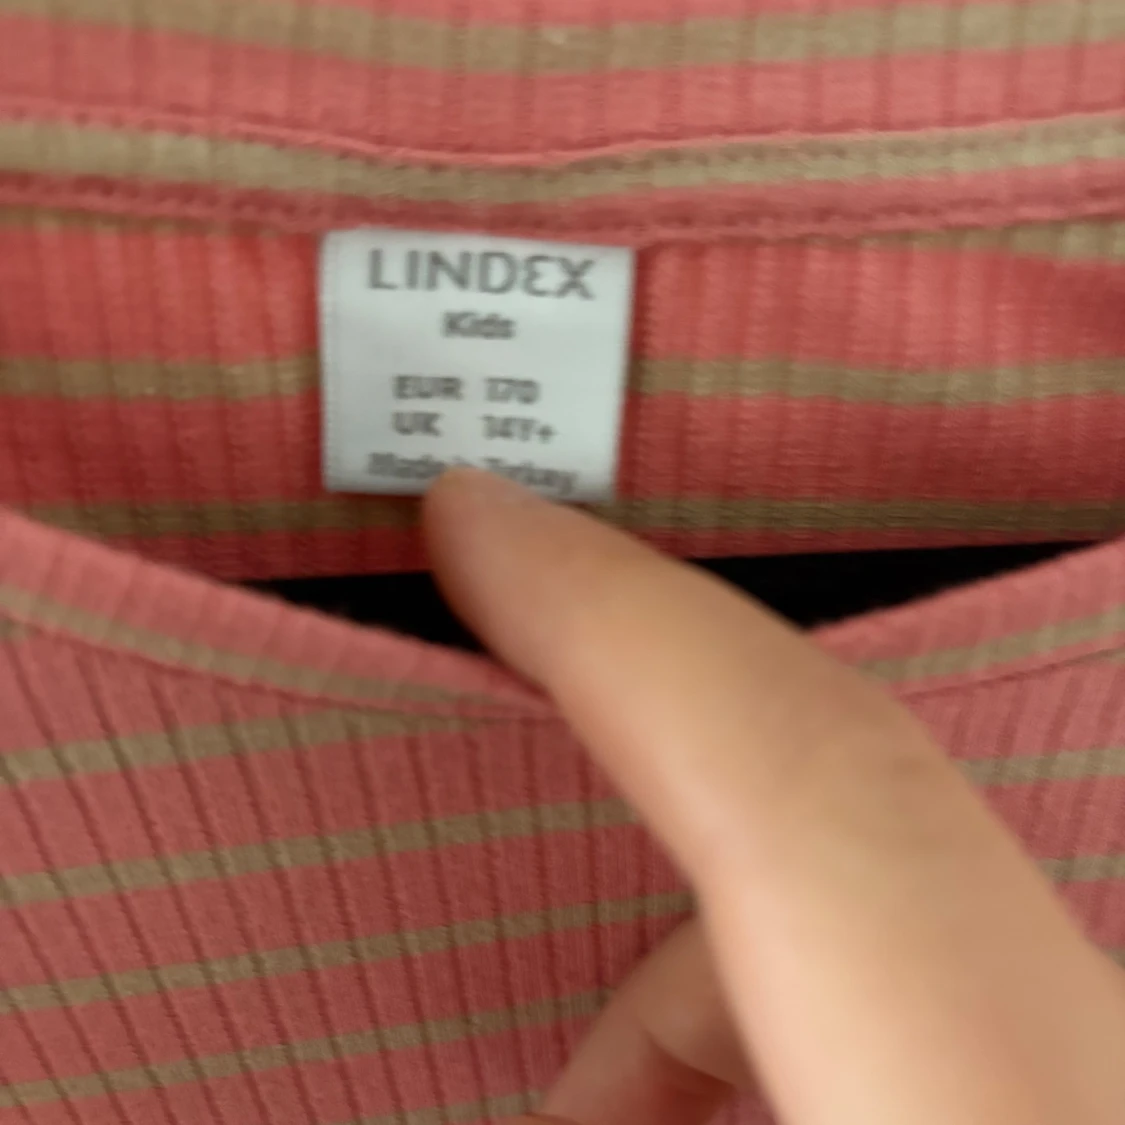 LINDEX
Kids
EUR 170
UK 14Y+
Made in Turkey